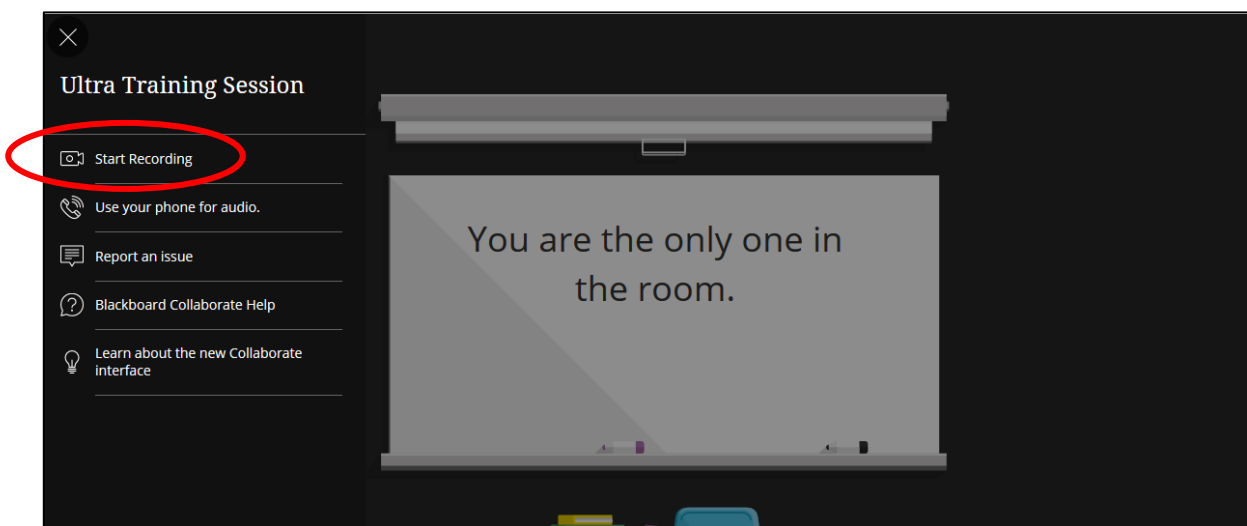 Ultra Training Session
Start Recording
Use your phone for audio.
Report an issue
Blackboard Collaborate Help
Learn about the new Collaborate
interface
You are the only one in
the room.